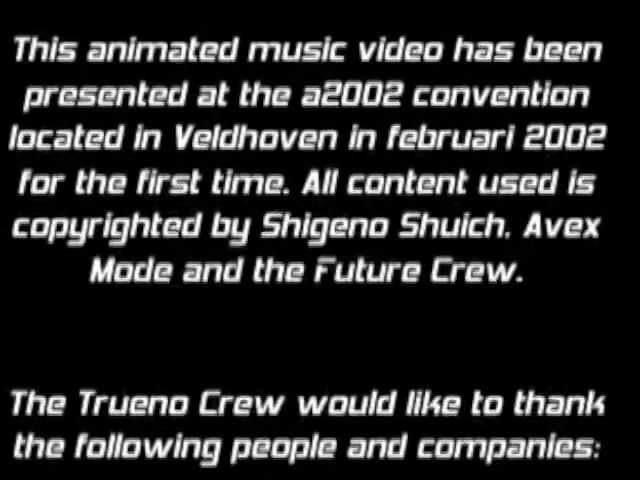 This animated music video has been
presented at the a2002 convention
located in Veldhoven in februari 2002
for the first time. All content used is
copyrighted by Shigeno Shuich. Avex
Mode and the Future Crew.
The Trueno Crew would like to thank
the following people and companies: